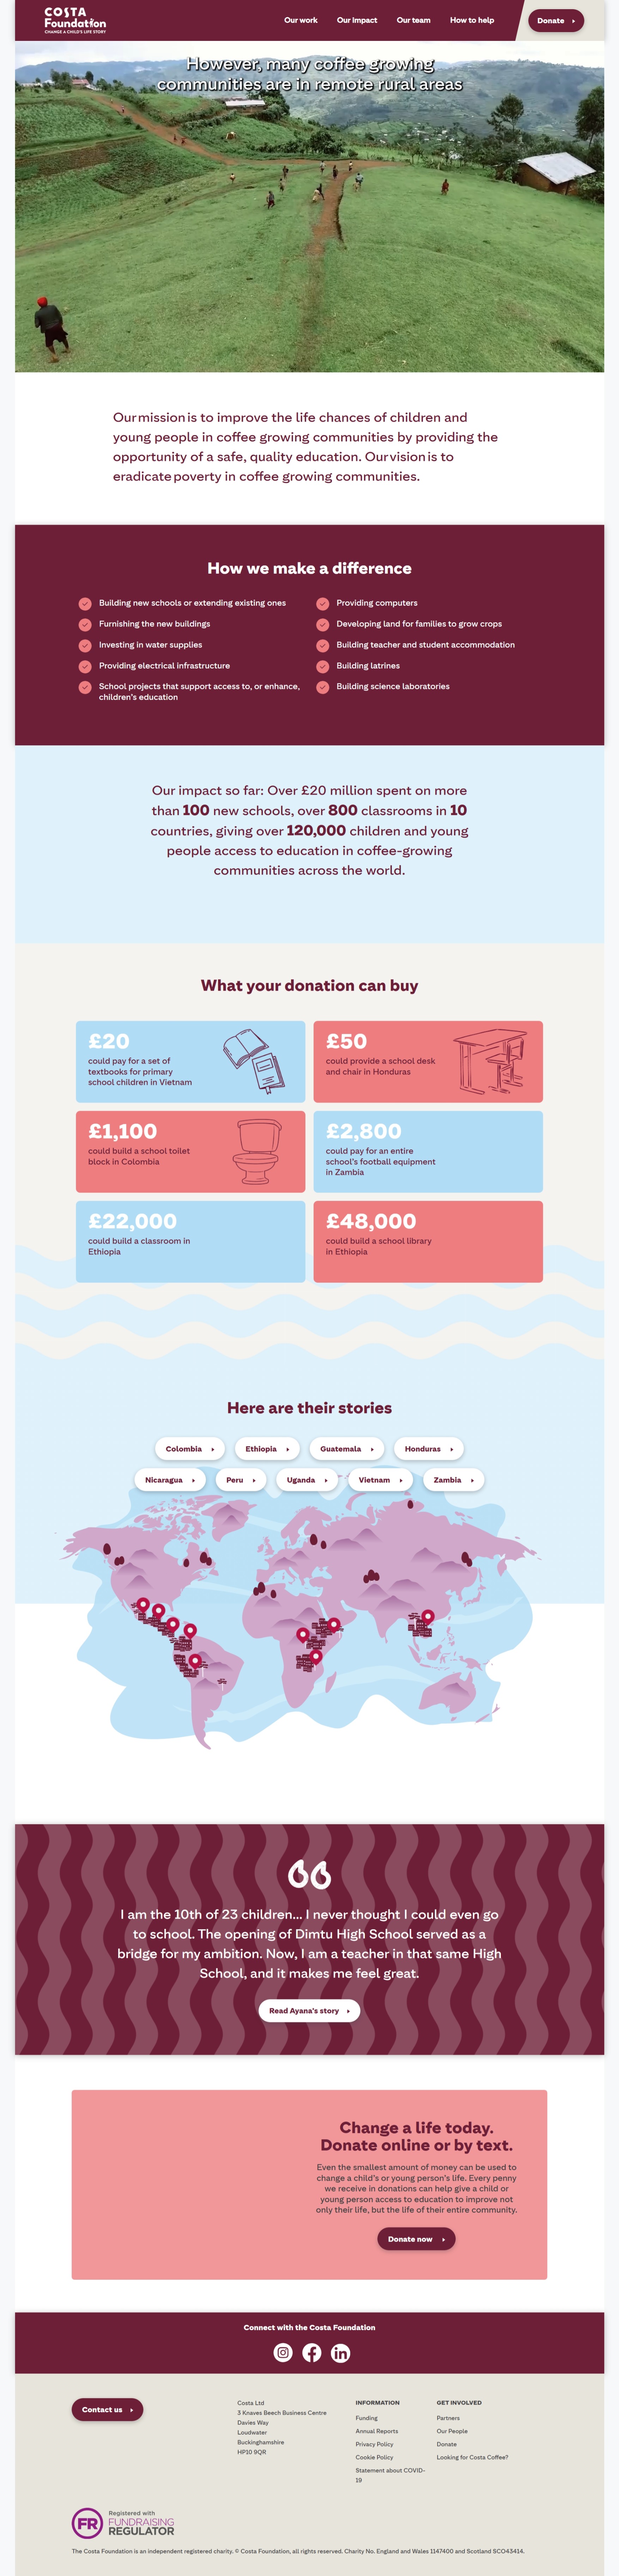 COSTA
Foundation
CHANGE A CHILD'S LIFE STORY
Our work
Our impact
Our team
How to help
Donate
However, many coffee growing
communities are in remote rural areas
Our mission is to improve the life chances of children and
young people in coffee growing communities by providing the
opportunity of a safe, quality education. Our vision is to
eradicate poverty in coffee growing communities.
How we make a difference
Building new schools or extending existing ones
Furnishing the new buildings
Investing in water supplies
Providing electrical infrastructure
School projects that support access to, or enhance,
children's education
Providing computers
Developing land for families to grow crops
Building teacher and student accommodation
Building latrines
Building science laboratories
Our impact so far: Over £20 million spent on more
than 100 new schools, over 800 classrooms in 10
countries, giving over 120,000 children and young
people access to education in coffee-growing
communities across the world.
What your donation can buy
£20
could pay for a set of
textbooks for primary
school children in Vietnam
£50
could provide a school desk
and chair in Honduras
£1,100
could build a school toilet
block in Colombia
£2,800
could pay for an entire
school's football equipment
in Zambia
£22,000
could build a classroom in
Ethiopia
£48,000
could build a school library
in Ethiopia
Here are their stories
Colombia
Ethiopia
Guatemala
Honduras
Nicaragua
Peru
Uganda
Vietnam
Zambia
I am the 10th of 23 children... I never thought I could even go
to school. The opening of Dimtu High School served as a
bridge for my ambition. Now, I am a teacher in that same High
School, and it makes me feel great.
Read Ayana's story
Change a life today.
Donate online or by text.
Even the smallest amount of money can be used to
change a child's or young person's life. Every penny
we receive in donations can help give a child or
young person access to education to improve not
only their life, but the life of their entire community.
Donate now
Connect with the Costa Foundation
Contact us
Costa Ltd
3 Knaves Beech Business Centre
Davies Way
Loudwater
Buckinghamshire
HP10 9QR
INFORMATION
Funding
Annual Reports
Privacy Policy
Cookie Policy
Statement about COVID-
19
GET INVOLVED
Partners
Our People
Donate
Looking for Costa Coffee?
FR
Registered with
FUNDRAISING
REGULATOR
The Costa Foundation is an independent registered charity. © Costa Foundation, all rights reserved. Charity No. England and Wales 1147400 and Scotland SCO43414.